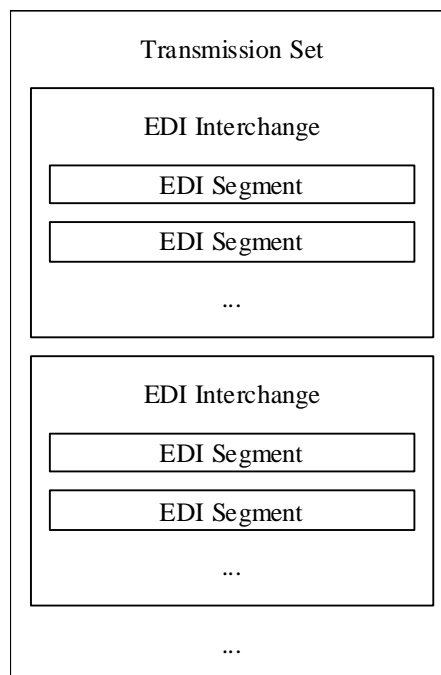 Transmission Set
EDI Interchange
EDI Segment
EDI Segment
...
EDI Interchange
EDI Segment
EDI Segment
...
...